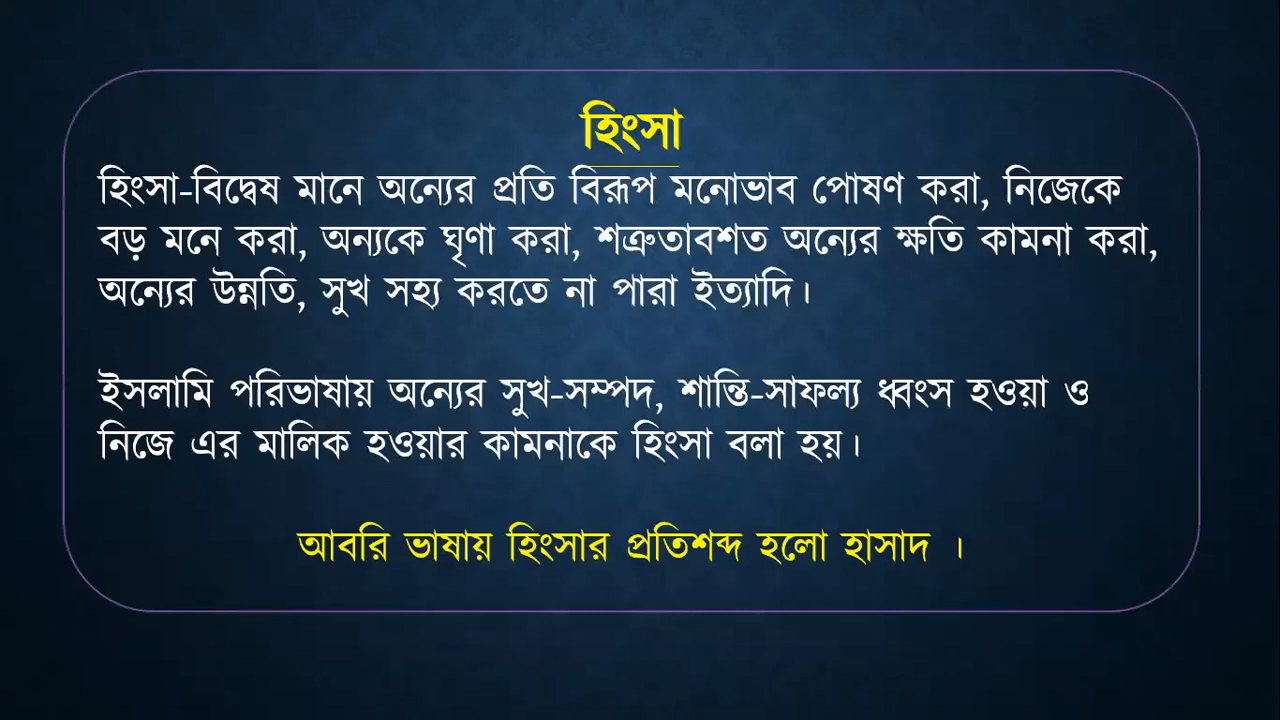 হিংসা
হিংসা-বিদ্বেষ মানে অন্যের প্রতি বিরূপ মনোভাব পোষণ করা, নিজেকে
বড় মনে করা, অন্যকে ঘৃণা করা, শত্রুতাবশত অন্যের ক্ষতি কামনা করা,
অন্যের উন্নতি, সুখ সহ্য করতে না পারা ইত্যাদি।
ইসলামি পরিভাষায় অন্যের সুখ-সম্পদ, শান্তি-সাফল্য ধ্বংস হওয়া ও
নিজে এর মালিক হওয়ার কামনাকে হিংসা বলা হয়।
আবরি ভাষায় হিংসার প্রতিশব্দ হলো হাসাদ ।